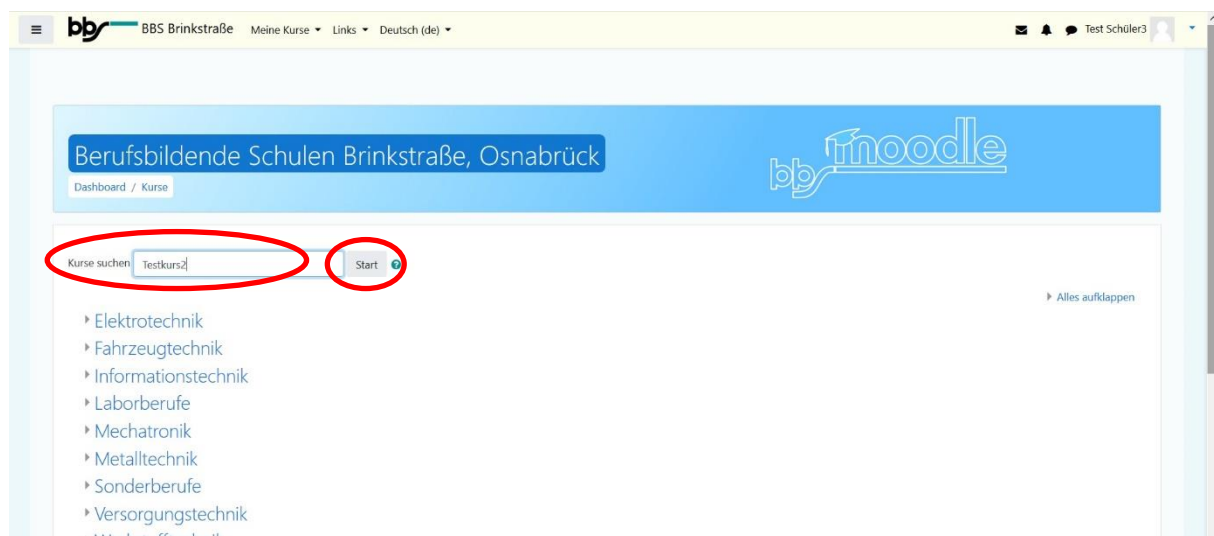 bbs BBS Brinkstraße Meine Kurse Links Deutsch (de) Test Schüler3
Berufsbildende Schulen Brinkstraße, Osnabrück
bbs moodle
Dashboard / Kurse
Kurse suchen Testkurs2 Start
Alles aufklappen
Elektrotechnik
Fahrzeugtechnik
Informationstechnik
Laborberufe
Mechatronik
Metalltechnik
Sonderberufe
Versorgungstechnik